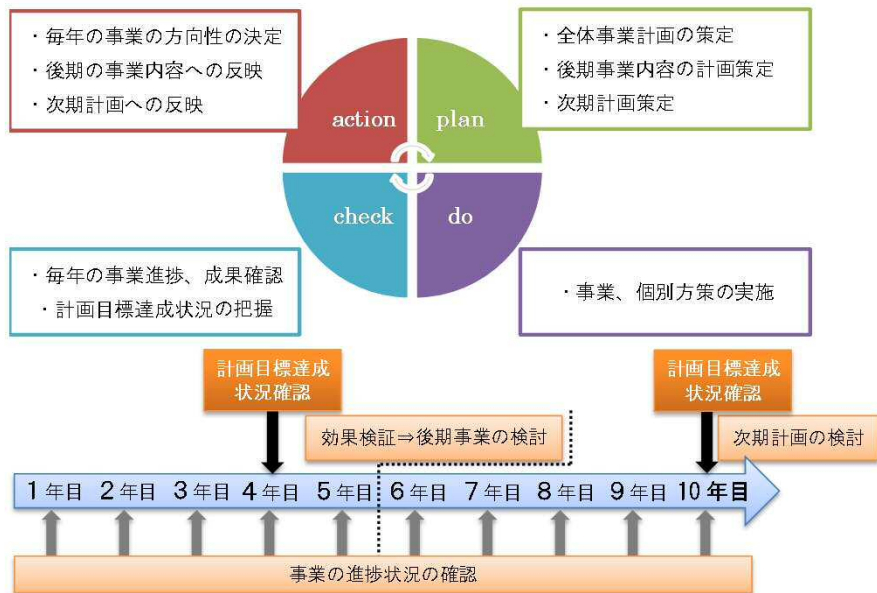 ・毎年の事業の方向性の決定
・後期の事業内容への反映
・次期計画への反映
・全体事業計画の策定
・後期事業内容の計画策定
・次期計画策定
action
plan
check
do
・毎年の事業進捗、成果確認
・計画目標達成状況の把握
・事業、個別方策の実施
計画目標達成
状況確認
計画目標達成
状況確認
効果検証⇒後期事業の検討
次期計画の検討
1年目 2年目 3年目 4年目 5年目 6年目 7年目 8年目 9年目 10年目
事業の進捗状況の確認